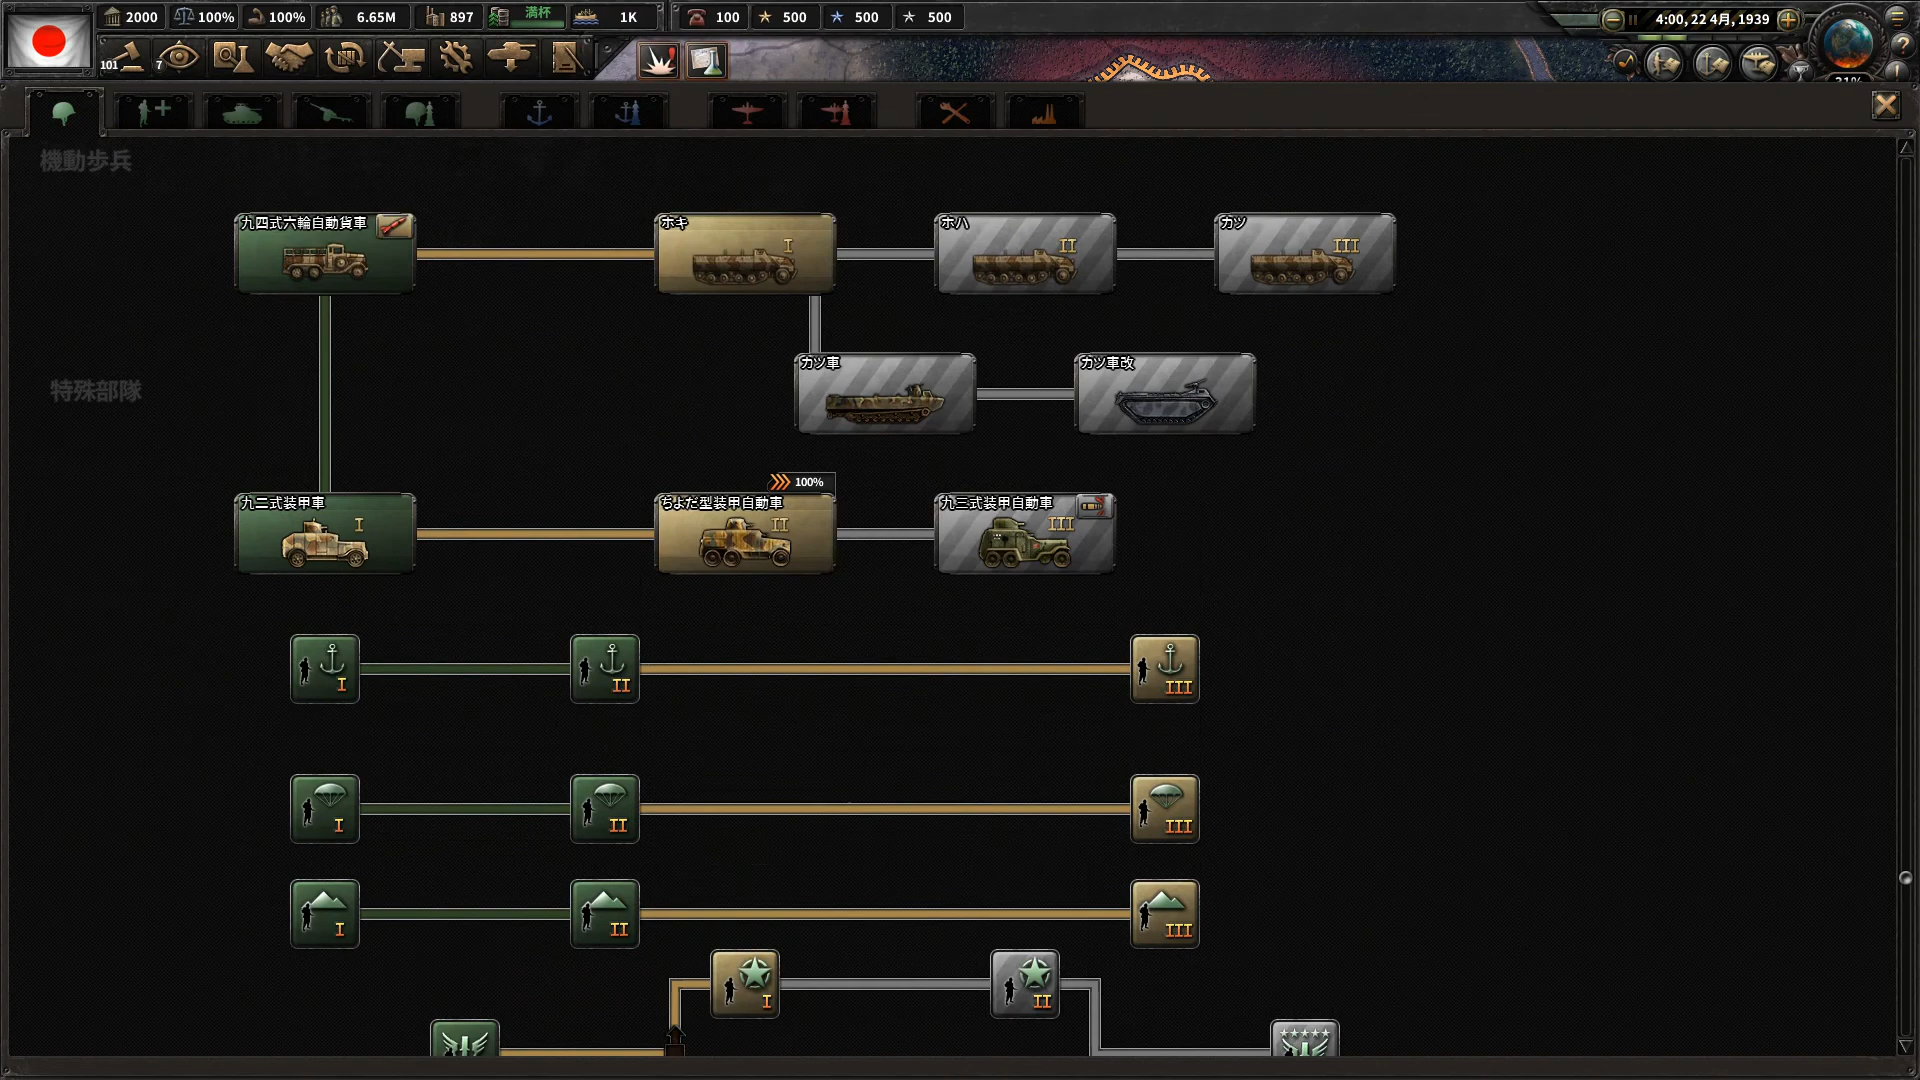 2000 100% 100% 6.65M 897 満杯 1K 100 500 500 500 4:00, 22 4月, 1939
101 7
31%
機動歩兵
九四式六輪自動貨車 ホキ ホハ カツ
I II III
カツ車 カツ車改
特殊部隊
100%
九二式装甲車 ちよだ型装甲自動車 九三式装甲自動車
I II III
I II III
I II III
I II III
I II